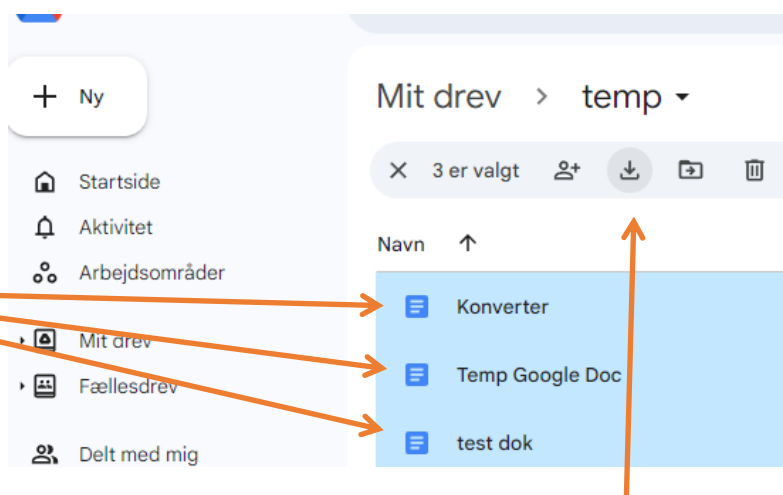 Ny
Startside
Aktivitet
Arbejdsområder
Mit drev
Fællesdrev
Delt med mig
Mit drev > temp
3 er valgt
Navn
Konverter
Temp Google Doc
test dok